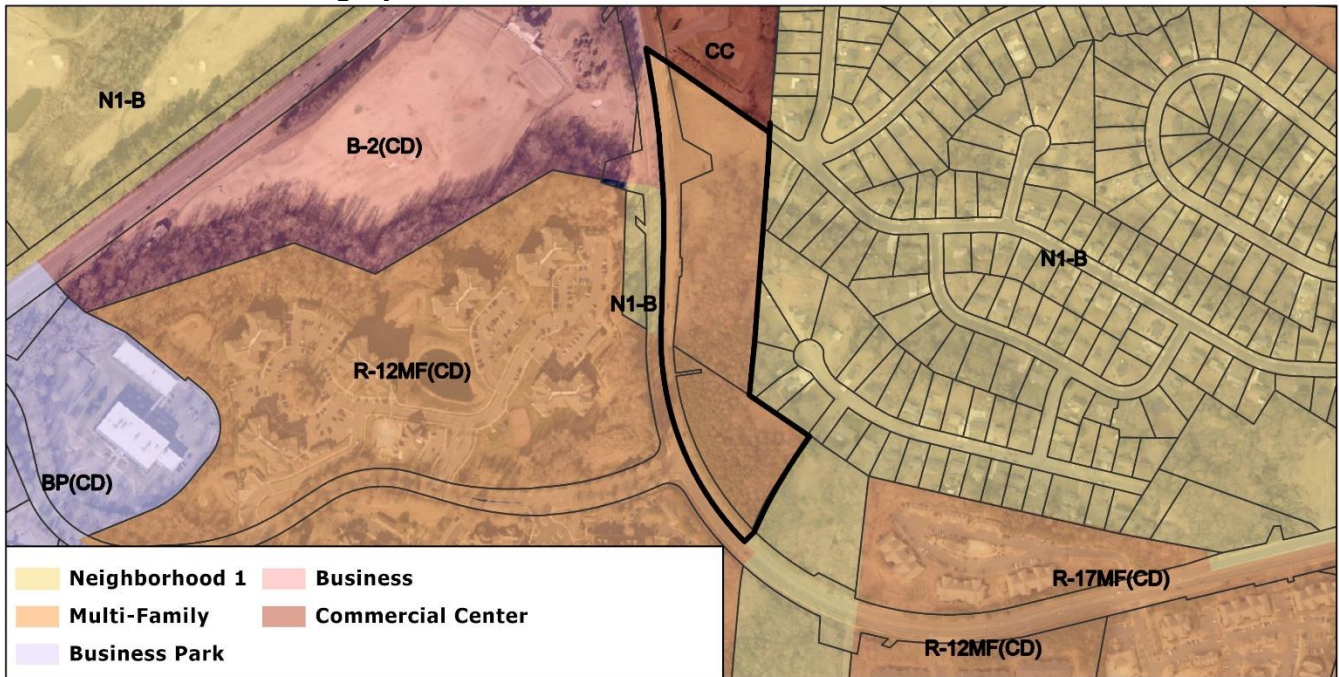 CC
N1-B
B-2(CD)
N1-B
N1-B
R-12MF(CD)
BP(CD)
R-17MF(CD)
R-12MF(CD)
Neighborhood 1
Business
Multi-Family
Commercial Center
Business Park